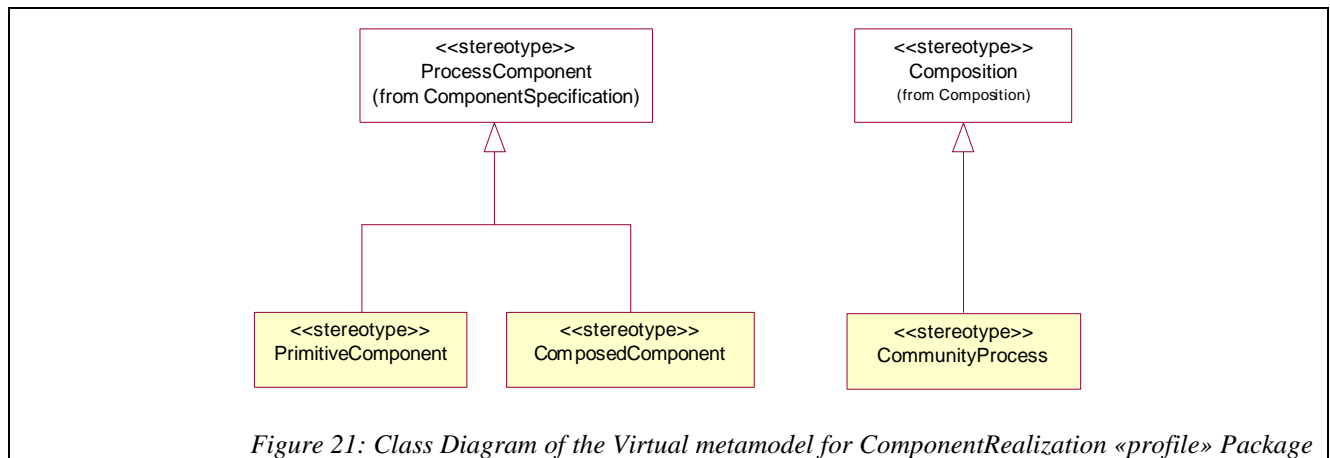 <<stereotype>>
ProcessComponent
(from ComponentSpecification)
<<stereotype>>
Composition
(from Composition)
<<stereotype>>
PrimitiveComponent
<<stereotype>>
ComposedComponent
<<stereotype>>
CommunityProcess
Figure 21: Class Diagram of the Virtual metamodel for ComponentRealization «profile» Package